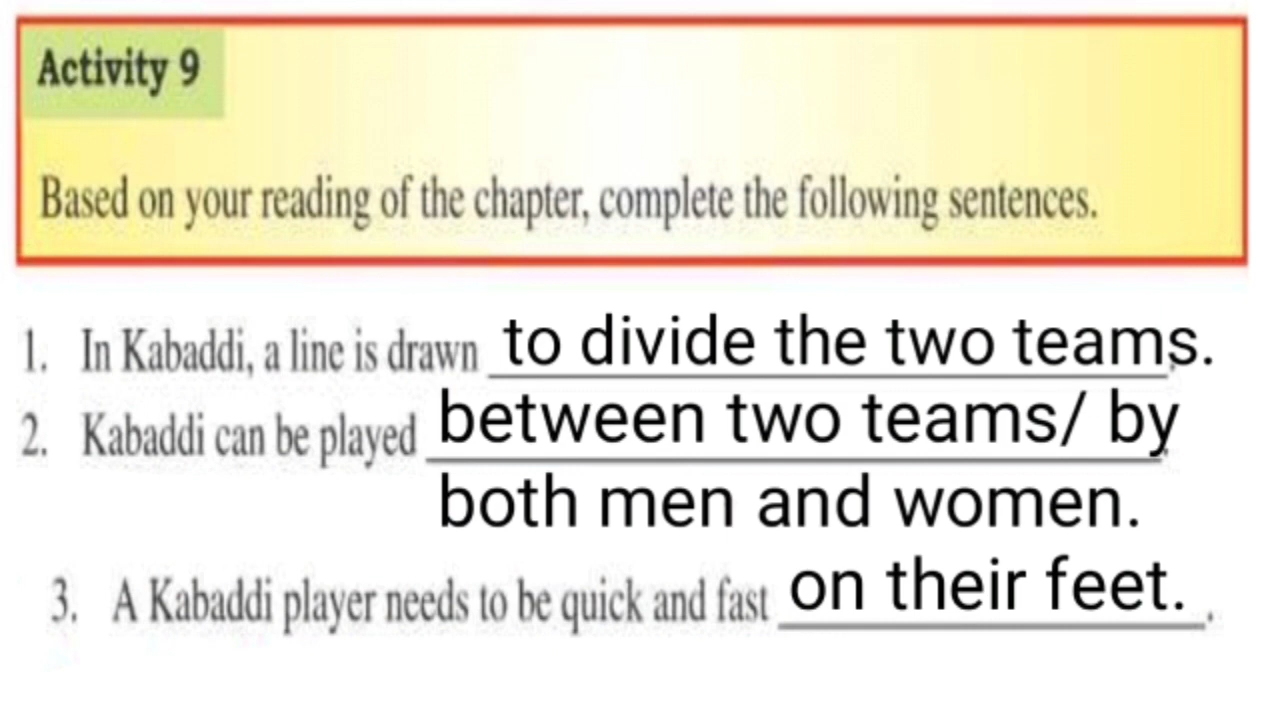 Activity 9
Based on your reading of the chapter, complete the following sentences.
1. In Kabaddi, a line is drawn to divide the two teams.
2. Kabaddi can be played between two teams/ by
both men and women.
3. A Kabaddi player needs to be quick and fast on their feet. .